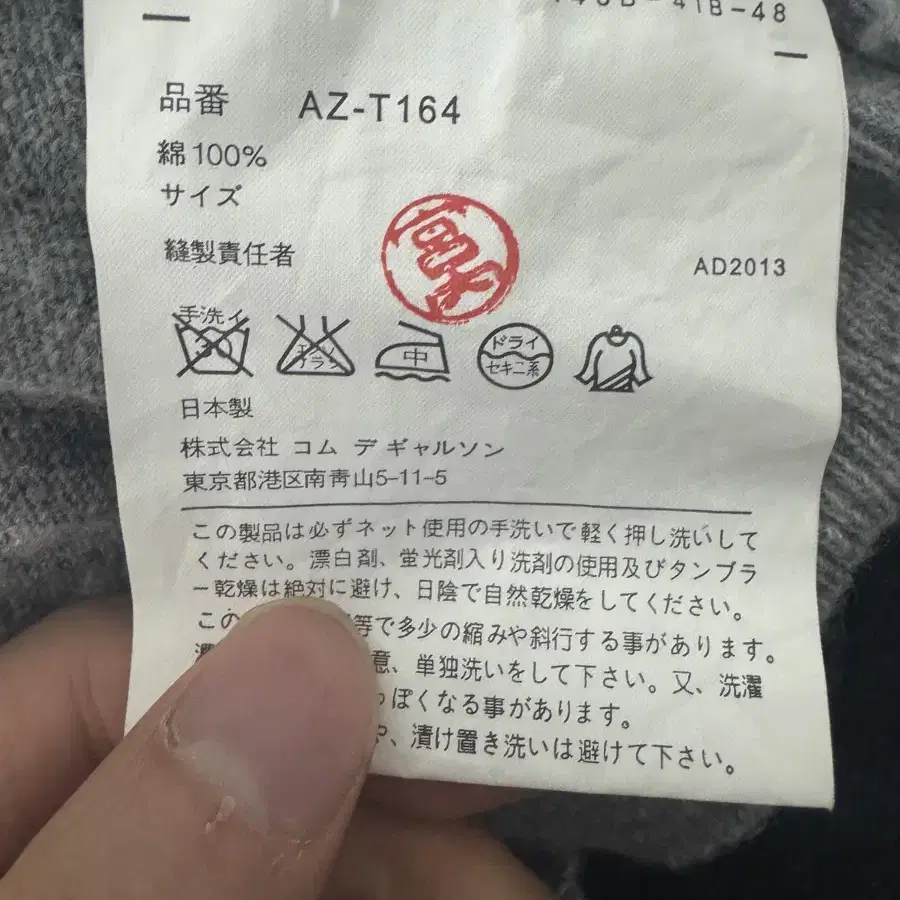 41B-48
品番 AZ-T164
綿100%
サイズ
縫製責任者
AD2013
手洗イ
30
中
ドライ
セキユ系
日本製
株式会社 コム デ ギャルソン
東京都港区南青山5-11-5
この製品は必ずネット使用の手洗いで軽く押し洗いして
ください。漂白剤、蛍光剤入り洗剤の使用及びタンブラ
ー乾燥は絶対に避け、日陰で自然乾燥をしてください。
この 等で多少の縮みや斜行する事があります。
意、単独洗いをして下さい。又、洗濯
っぽくなる事があります。
、漬け置き洗いは避けて下さい。